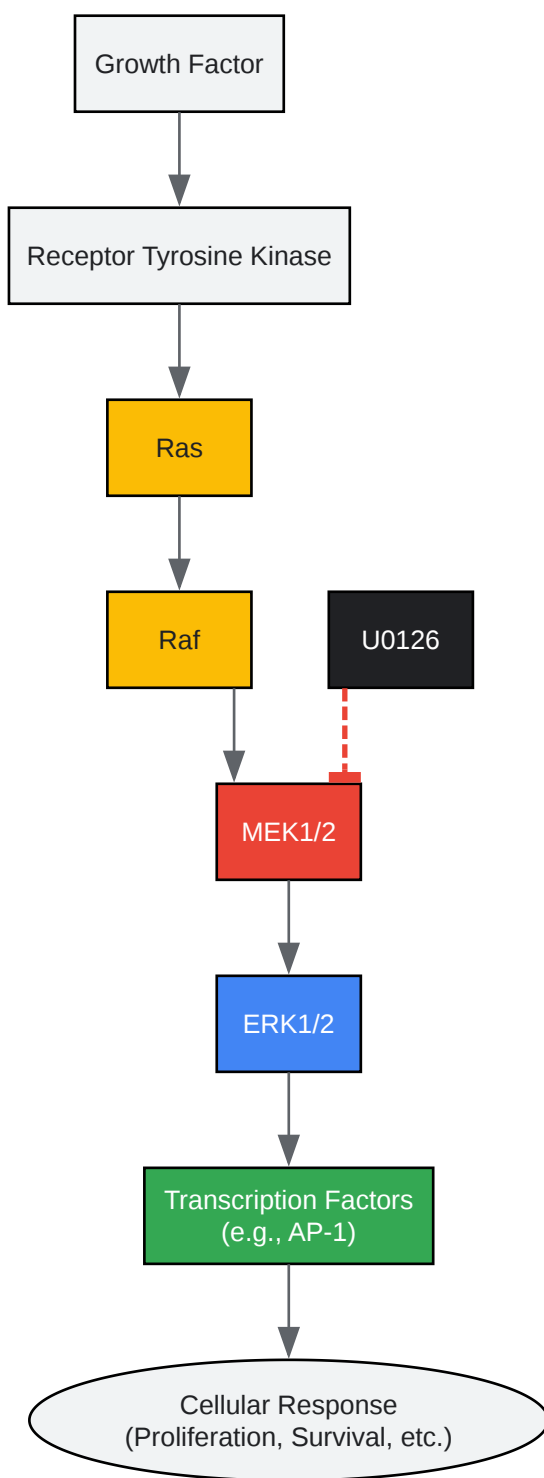 Growth Factor
Receptor Tyrosine Kinase
Ras
Raf
U0126
MEK1/2
ERK1/2
Transcription Factors
(e.g., AP-1)
Cellular Response
(Proliferation, Survival, etc.)